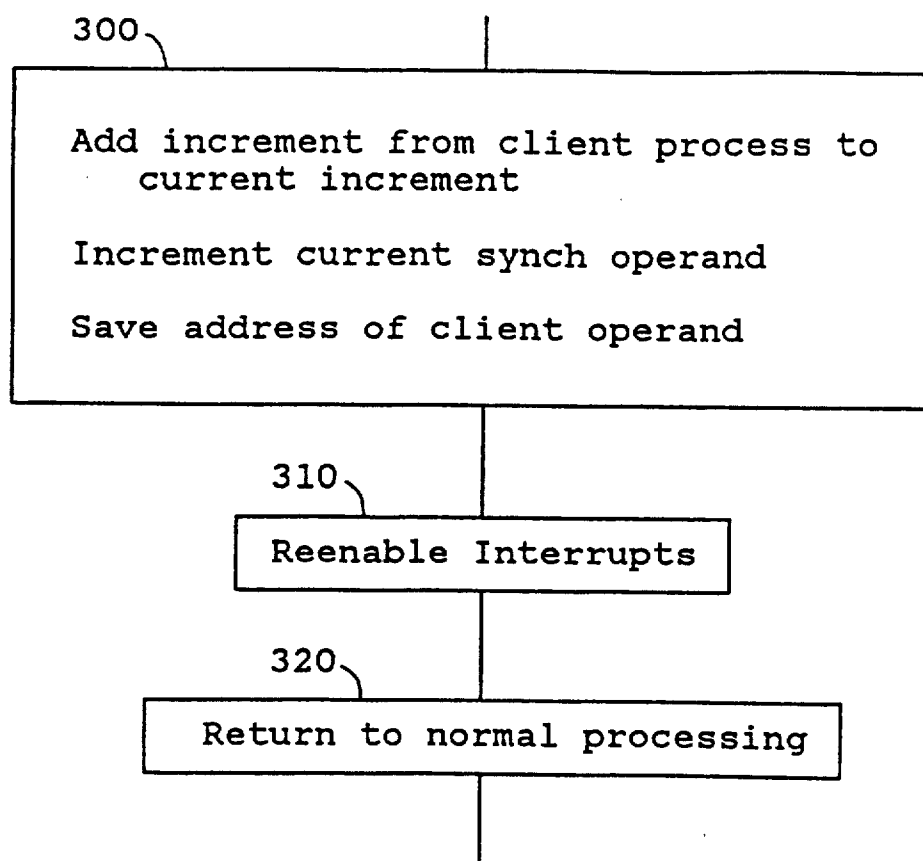 300
Add increment from client process to
current increment
Increment current synch operand
Save address of client operand
310
Reenable Interrupts
320
Return to normal processing